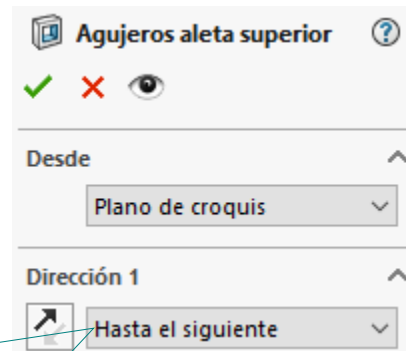 Agujeros aleta superior
Desde
Plano de croquis
Dirección 1
Hasta el siguiente